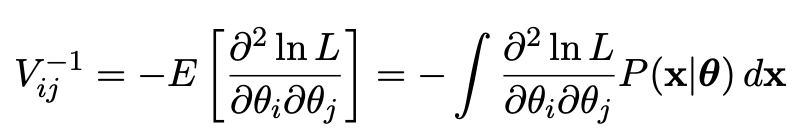 $V_{ij}^{-1} = -E\left[\frac{\partial^2 \ln L}{\partial\theta_i \partial\theta_j}\right] = -\int \frac{\partial^2 \ln L}{\partial\theta_i \partial\theta_j} P(\mathbf{x}|\boldsymbol{\theta})\, d\mathbf{x}$